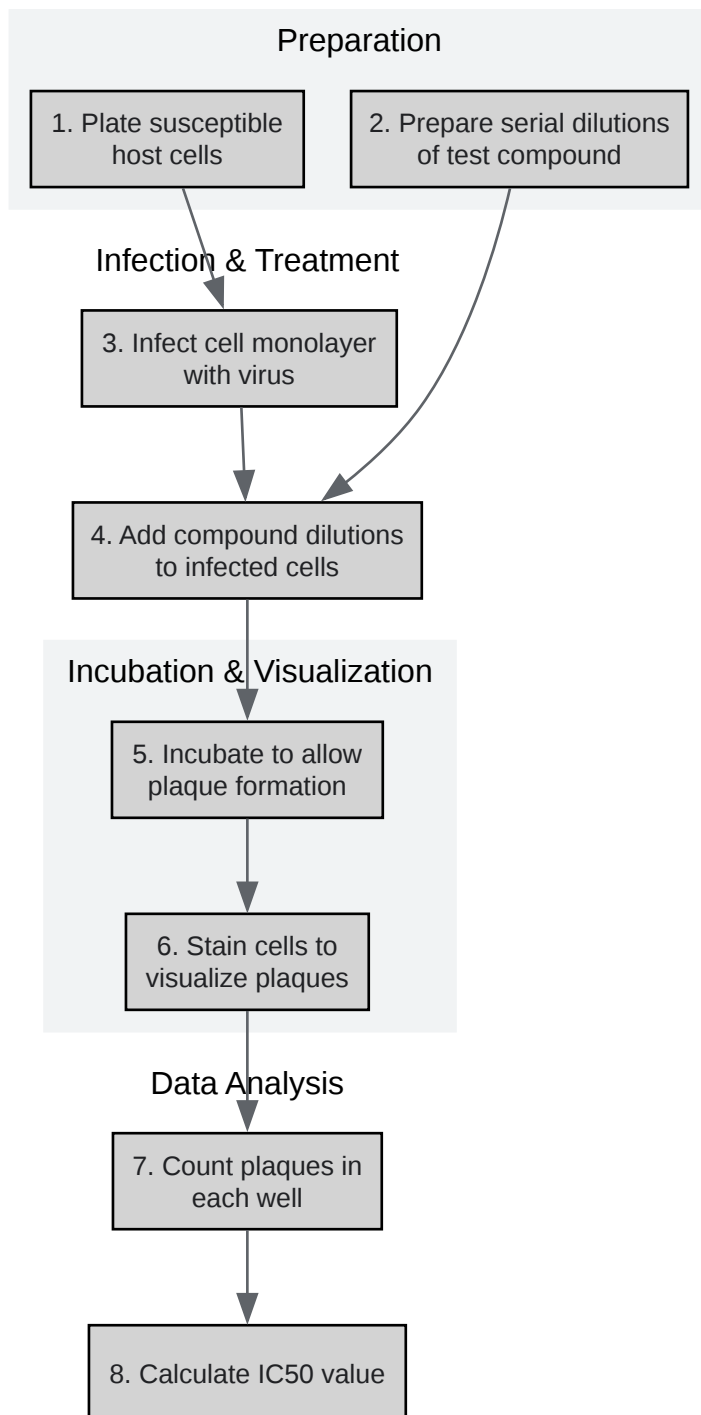 Preparation
1. Plate susceptible
host cells
2. Prepare serial dilutions
of test compound
Infection & Treatment
3. Infect cell monolayer
with virus
4. Add compound dilutions
to infected cells
Incubation & Visualization
5. Incubate to allow
plaque formation
6. Stain cells to
visualize plaques
Data Analysis
7. Count plaques in
each well
8. Calculate IC50 value